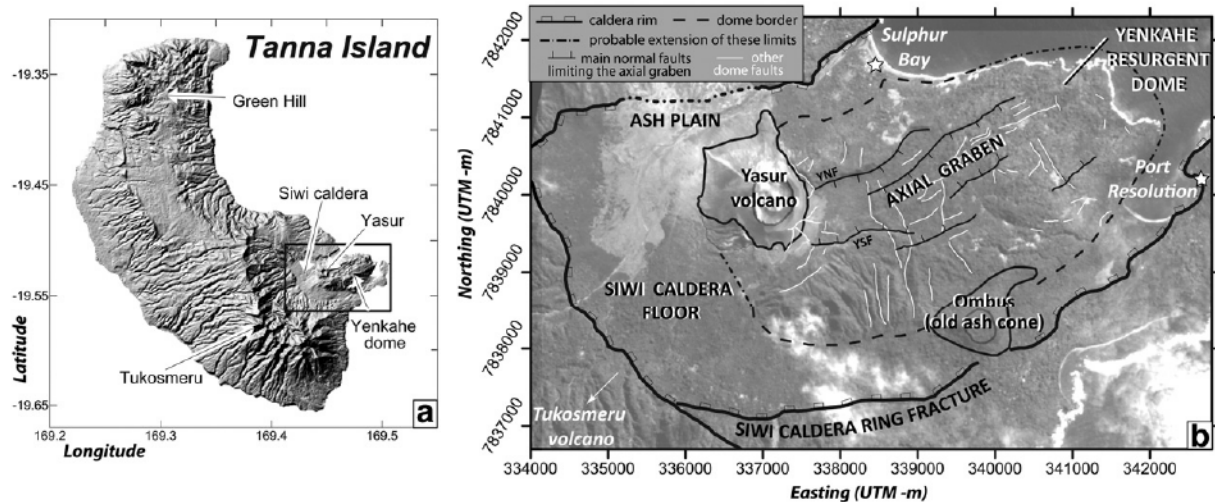 Tanna Island
Green Hill
Siwi caldera
Yasur
Yenkahe
dome
Tukosmeru
-19.35
-19.45
-19.55
-19.65
Latitude
169.2
169.3
169.4
169.5
Longitude
a
caldera rim
dome border
probable extension of these limits
main normal faults
limiting the axial graben
other
dome faults
Sulphur
Bay
YENKAHE
RESURGENT
DOME
ASH PLAIN
Yasur
volcano
YNF
AXIAL GRABEN
YSF
Port
Resolution
SIWI CALDERA
FLOOR
Ombus
(old ash cone)
Tukosmeru
volcano
SIWI CALDERA RING FRACTURE
b
7842000
7841000
7840000
7839000
7838000
7837000
Northing (UTM -m)
334000
335000
336000
337000
338000
339000
340000
341000
342000
Easting (UTM -m)